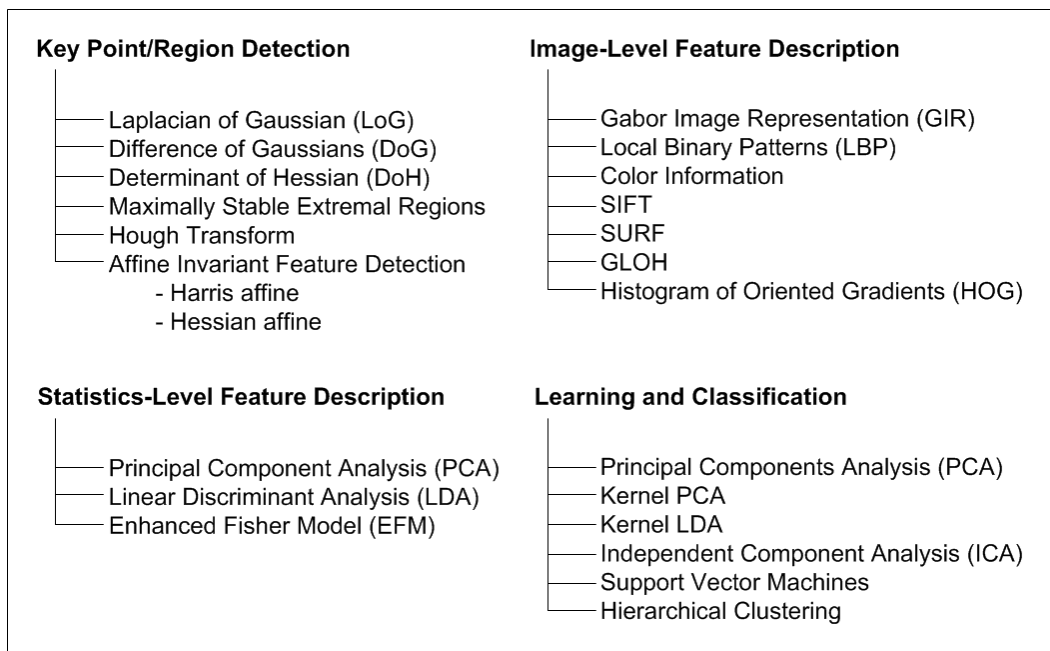 Key Point/Region Detection
Laplacian of Gaussian (LoG)
Difference of Gaussians (DoG)
Determinant of Hessian (DoH)
Maximally Stable Extremal Regions
Hough Transform
Affine Invariant Feature Detection
- Harris affine
- Hessian affine
Image-Level Feature Description
Gabor Image Representation (GIR)
Local Binary Patterns (LBP)
Color Information
SIFT
SURF
GLOH
Histogram of Oriented Gradients (HOG)
Statistics-Level Feature Description
Principal Component Analysis (PCA)
Linear Discriminant Analysis (LDA)
Enhanced Fisher Model (EFM)
Learning and Classification
Principal Components Analysis (PCA)
Kernel PCA
Kernel LDA
Independent Component Analysis (ICA)
Support Vector Machines
Hierarchical Clustering